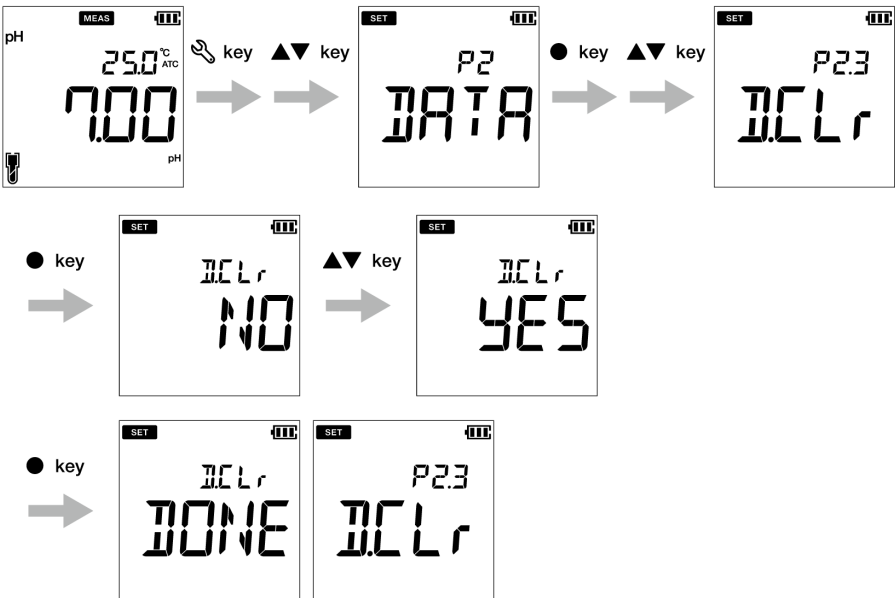 MEAS
pH
25.0 °C
ATC
7.00
pH
key
key
SET
P2
DATA
key
key
SET
P2.3
D.CLr
key
SET
D.CLr
NO
key
SET
D.CLr
YES
key
SET
D.CLr
DONE
SET
P2.3
D.CLr